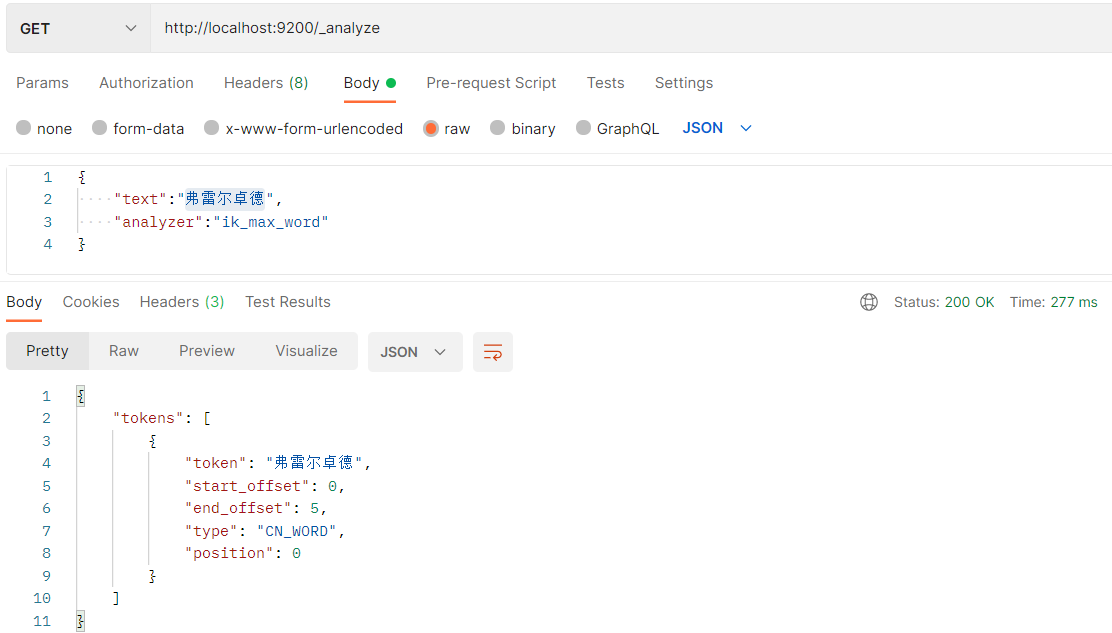 GET http://localhost:9200/_analyze
Params Authorization Headers (8) Body Pre-request Script Tests Settings
none form-data x-www-form-urlencoded raw binary GraphQL JSON
1 {
2 ····"text":"弗雷尔卓德",
3 ····"analyzer":"ik_max_word"
4 }
Body Cookies Headers (3) Test Results Status: 200 OK Time: 277 ms
Pretty Raw Preview Visualize JSON
1 {
2 "tokens": [
3 {
4 "token": "弗雷尔卓德",
5 "start_offset": 0,
6 "end_offset": 5,
7 "type": "CN_WORD",
8 "position": 0
9 }
10 ]
11 }